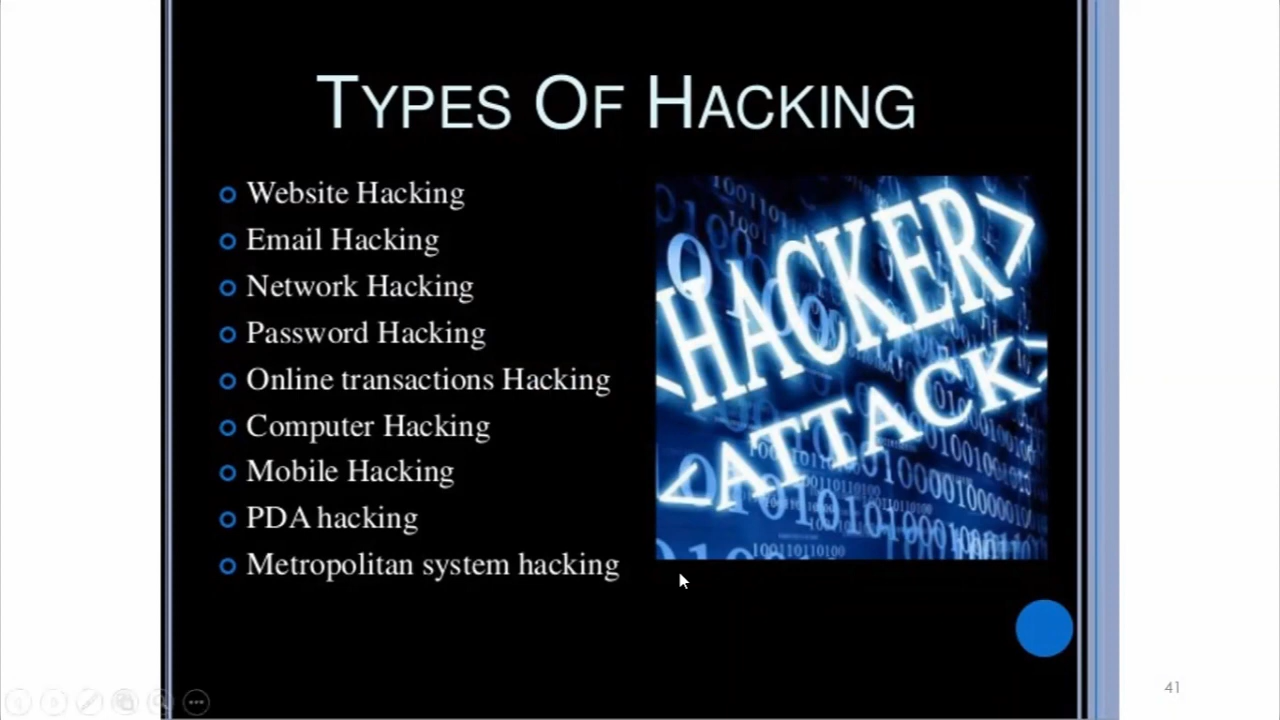 TYPES OF HACKING
Website Hacking
Email Hacking
Network Hacking
Password Hacking
Online transactions Hacking
Computer Hacking
Mobile Hacking
PDA hacking
Metropolitan system hacking
<HACKER>
<ATTACK>
100110110100
41